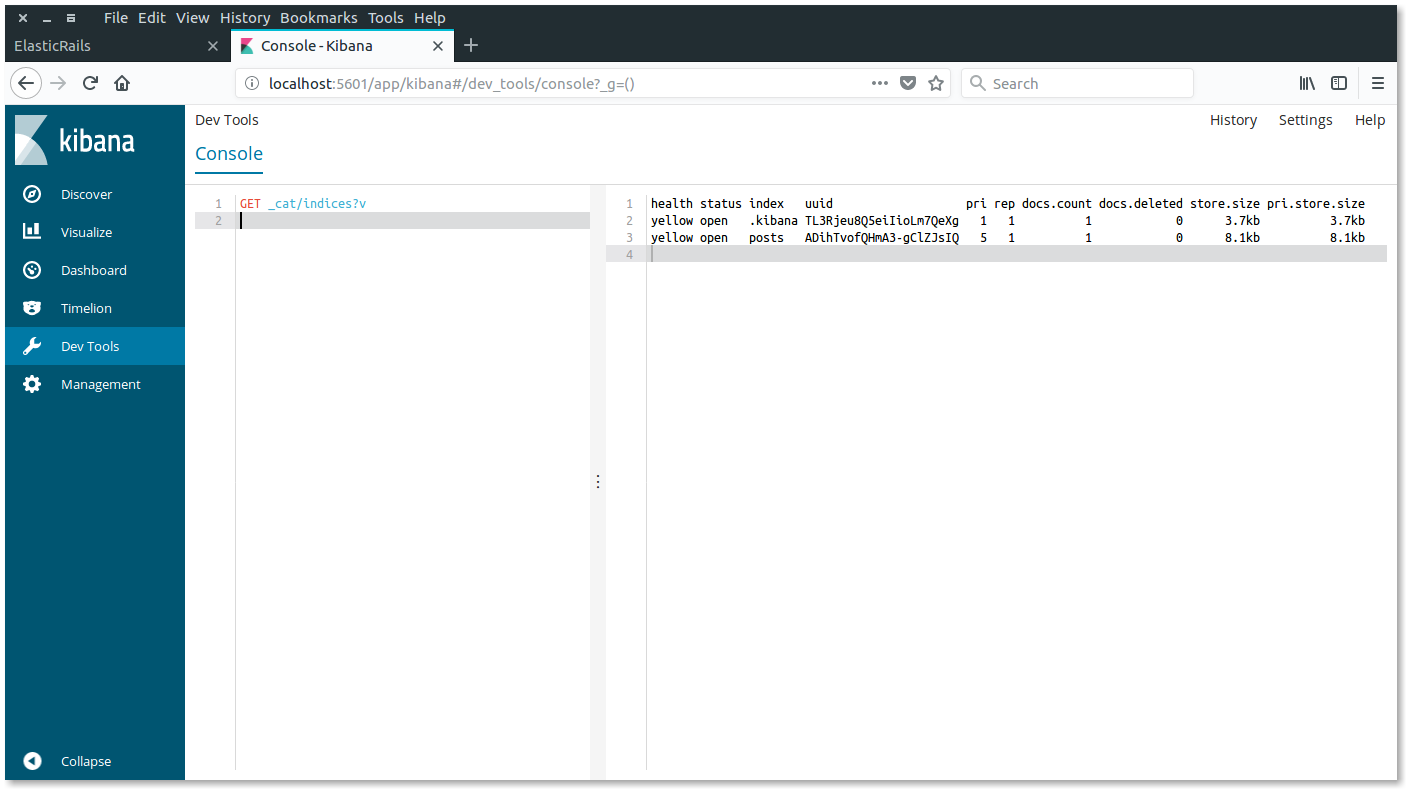 File Edit View History Bookmarks Tools Help
ElasticRails
Console - Kibana
localhost:5601/app/kibana#/dev_tools/console?_g=()
Search
kibana
Discover
Visualize
Dashboard
Timelion
Dev Tools
Management
Collapse
Dev Tools
History Settings Help
Console
1 GET _cat/indices?v
2
1 health status index uuid pri rep docs.count docs.deleted store.size pri.store.size
2 yellow open .kibana TL3Rjeu8Q5eiIioLm7QeXg 1 1 1 0 3.7kb 3.7kb
3 yellow open posts ADihTvofQHmA3-gClZJsIQ 5 1 1 0 8.1kb 8.1kb
4